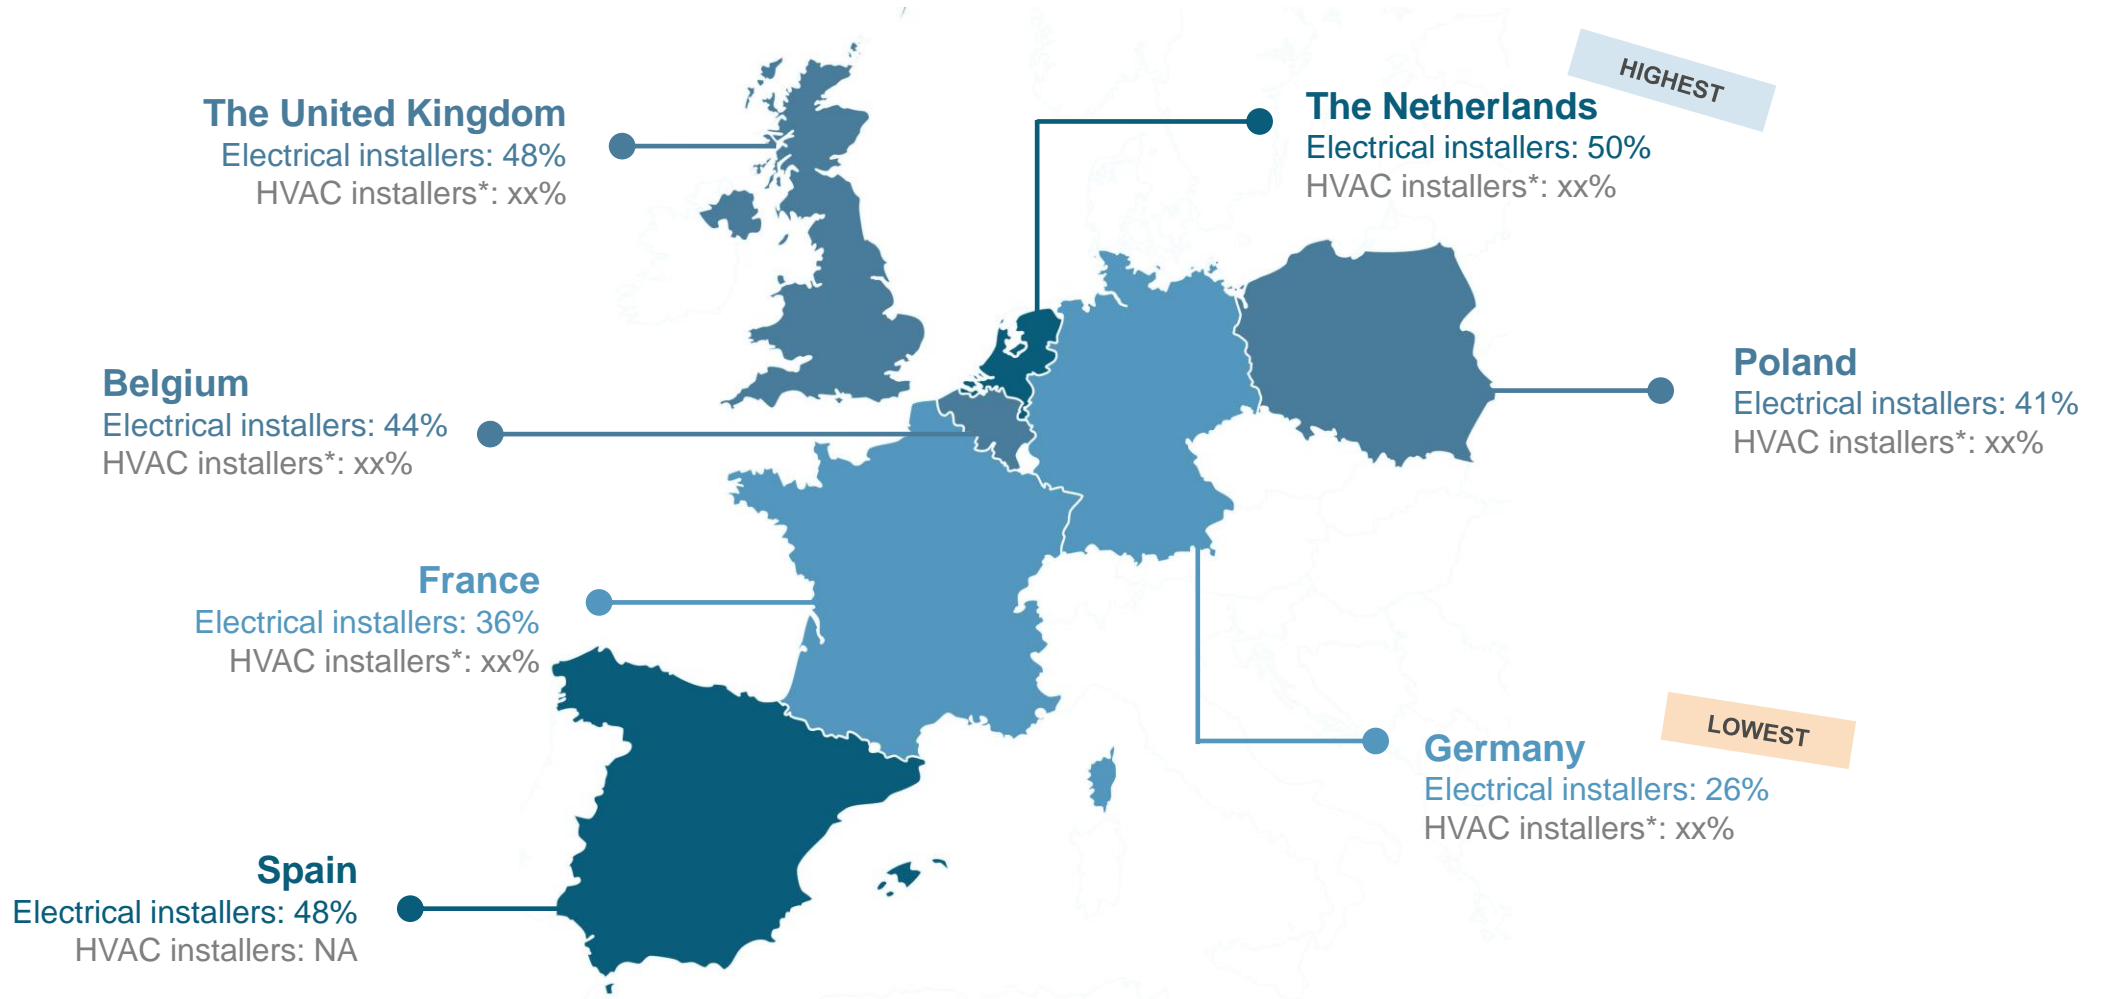 HIGHEST
The United Kingdom
Electrical installers: 48%
HVAC installers*: xx%
The Netherlands
Electrical installers: 50%
HVAC installers*: xx%
Belgium
Electrical installers: 44%
HVAC installers*: xx%
Poland
Electrical installers: 41%
HVAC installers*: xx%
France
Electrical installers: 36%
HVAC installers*: xx%
LOWEST
Germany
Electrical installers: 26%
HVAC installers*: xx%
Spain
Electrical installers: 48%
HVAC installers: NA